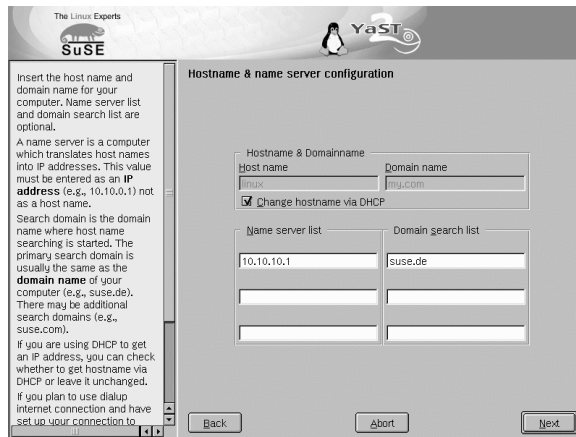 The Linux Experts
SuSE
YaST
2
Insert the host name and
domain name for your
computer. Name server list
and domain search list are
optional.
A name server is a computer
which translates host names
into IP addresses. This value
must be entered as an IP
address (e.g., 10.10.0.1) not
as a host name.
Search domain is the domain
name where host name
searching is started. The
primary search domain is
usually the same as the
domain name of your
computer (e.g., suse.de).
There may be additional
search domains (e.g.,
suse.com).
If you are using DHCP to get
an IP address, you can check
whether to get hostname via
DHCP or leave it unchanged.
If you plan to use dialup
internet connection and have
set up your connection to
Hostname & name server configuration
Hostname & Domainname
Host name Domain name
linux my.com
Change hostname via DHCP
Name server list Domain search list
10.10.10.1 suse.de
Back Abort Next